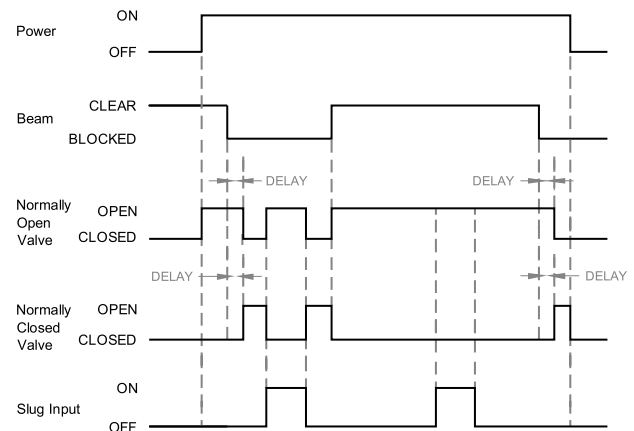 Power
ON
OFF
Beam
CLEAR
BLOCKED
DELAY
DELAY
Normally
Open
Valve
OPEN
CLOSED
DELAY
DELAY
Normally
Closed
Valve
OPEN
CLOSED
Slug Input
ON
OFF